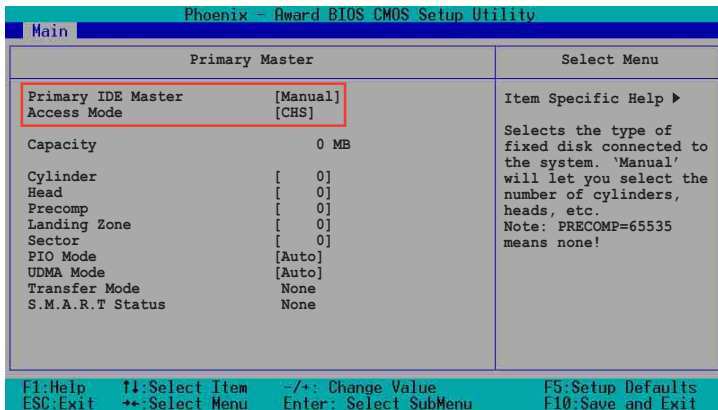 Phoenix - Award BIOS CMOS Setup Utility
Main
Primary Master
Select Menu
Primary IDE Master [Manual]
Access Mode [CHS]
Capacity 0 MB
Cylinder [ 0]
Head [ 0]
Precomp [ 0]
Landing Zone [ 0]
Sector [ 0]
PIO Mode [Auto]
UDMA Mode [Auto]
Transfer Mode None
S.M.A.R.T Status None
Item Specific Help ▶
Selects the type of
fixed disk connected to
the system. ‘Manual’
will let you select the
number of cylinders,
heads, etc.
Note: PRECOMP=65535
means none!
F1:Help ↑↓:Select Item -/+: Change Value F5:Setup Defaults
ESC:Exit →←:Select Menu Enter: Select SubMenu F10:Save and Exit